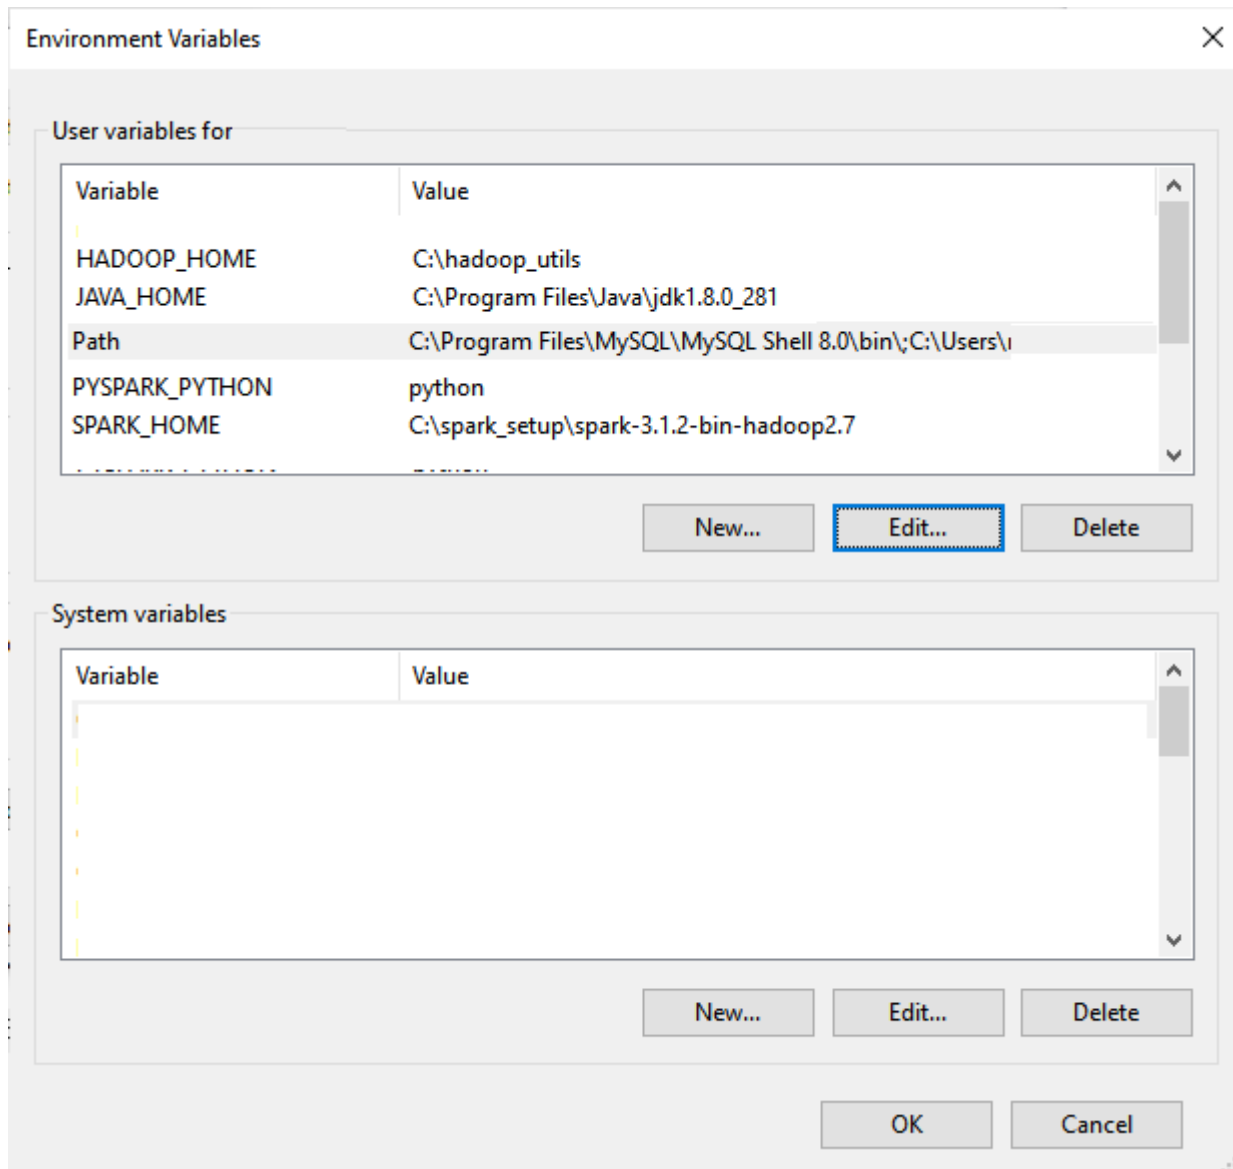 Environment Variables
User variables for
Variable Value
HADOOP_HOME C:\hadoop_utils
JAVA_HOME C:\Program Files\Java\jdk1.8.0_281
Path C:\Program Files\MySQL\MySQL Shell 8.0\bin\;C:\Users\
PYSPARK_PYTHON python
SPARK_HOME C:\spark_setup\spark-3.1.2-bin-hadoop2.7
New... Edit... Delete
System variables
Variable Value
New... Edit... Delete
OK Cancel